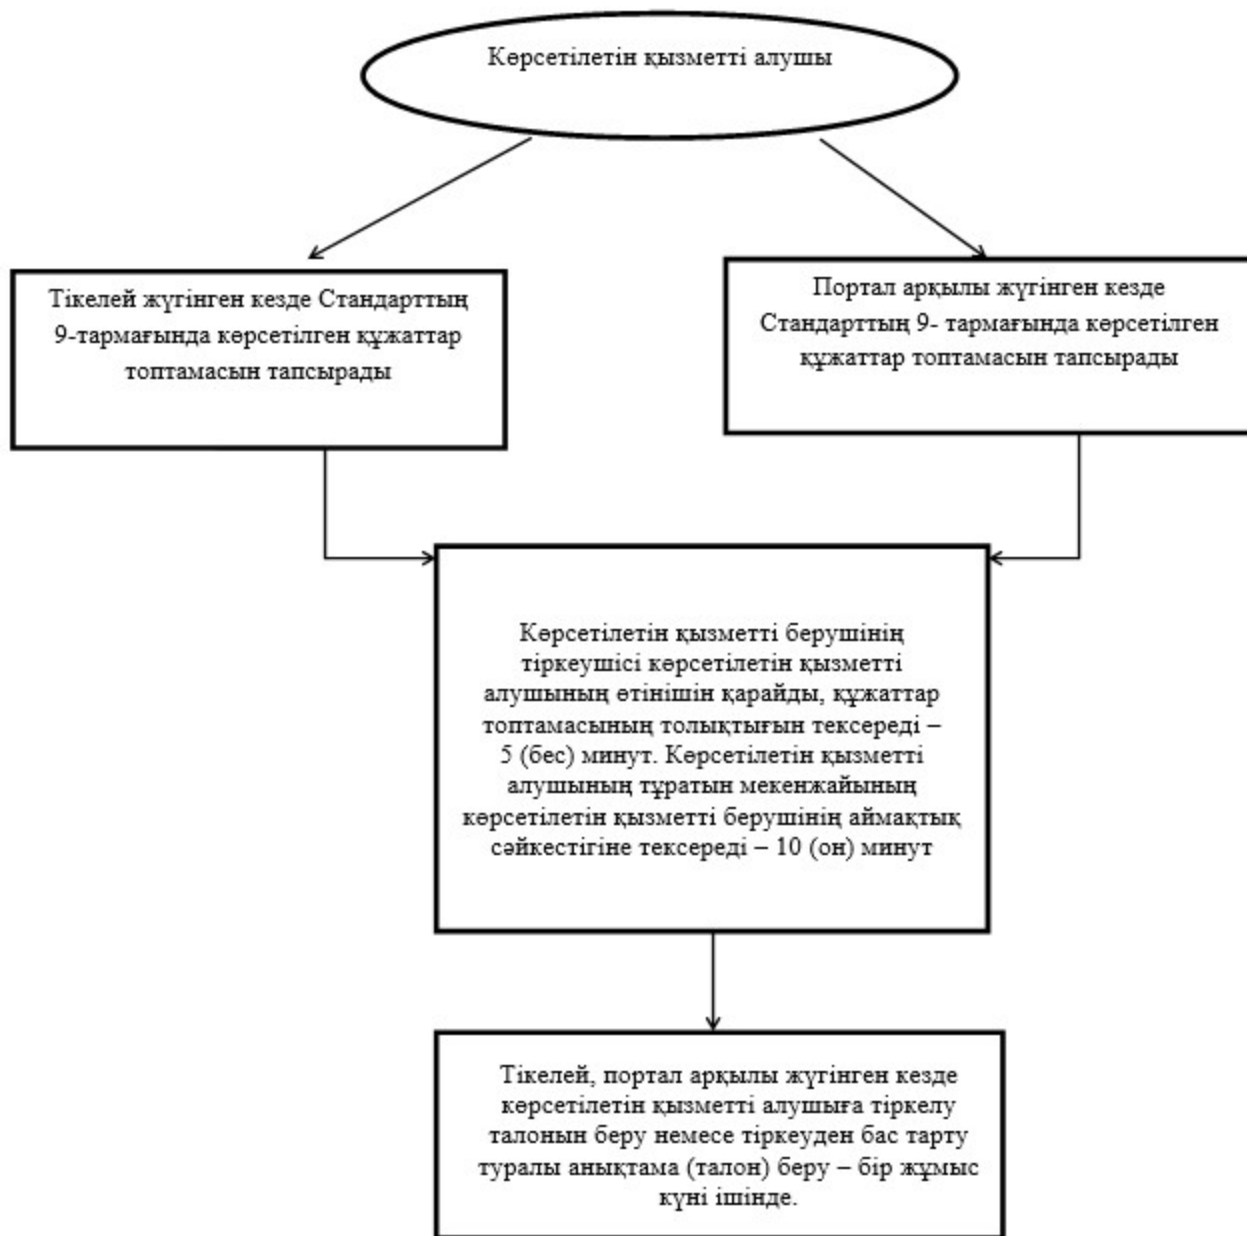 Көрсетілетін қызметті алушы
Тікелей жүгінген кезде Стандарттың
9-тармағында көрсетілген құжаттар
топтамасын тапсырады
Портал арқылы жүгінген кезде
Стандарттың 9- тармағында көрсетілген
құжаттар топтамасын тапсырады
Көрсетілетін қызметті берушінің
тіркеушісі көрсетілетін қызметті
алушының өтінішін қарайды, құжаттар
топтамасының толықтығын тексереді –
5 (бес) минут. Көрсетілетін қызметті
алушының тұратын мекенжайының
көрсетілетін қызметті берушінің аймақтық
сәйкестігіне тексереді – 10 (он) минут
Тікелей, портал арқылы жүгінген кезде
көрсетілетін қызметті алушыға тіркелу
талонын беру немесе тіркеуден бас тарту
туралы анықтама (талон) беру – бір жұмыс
күні ішінде.